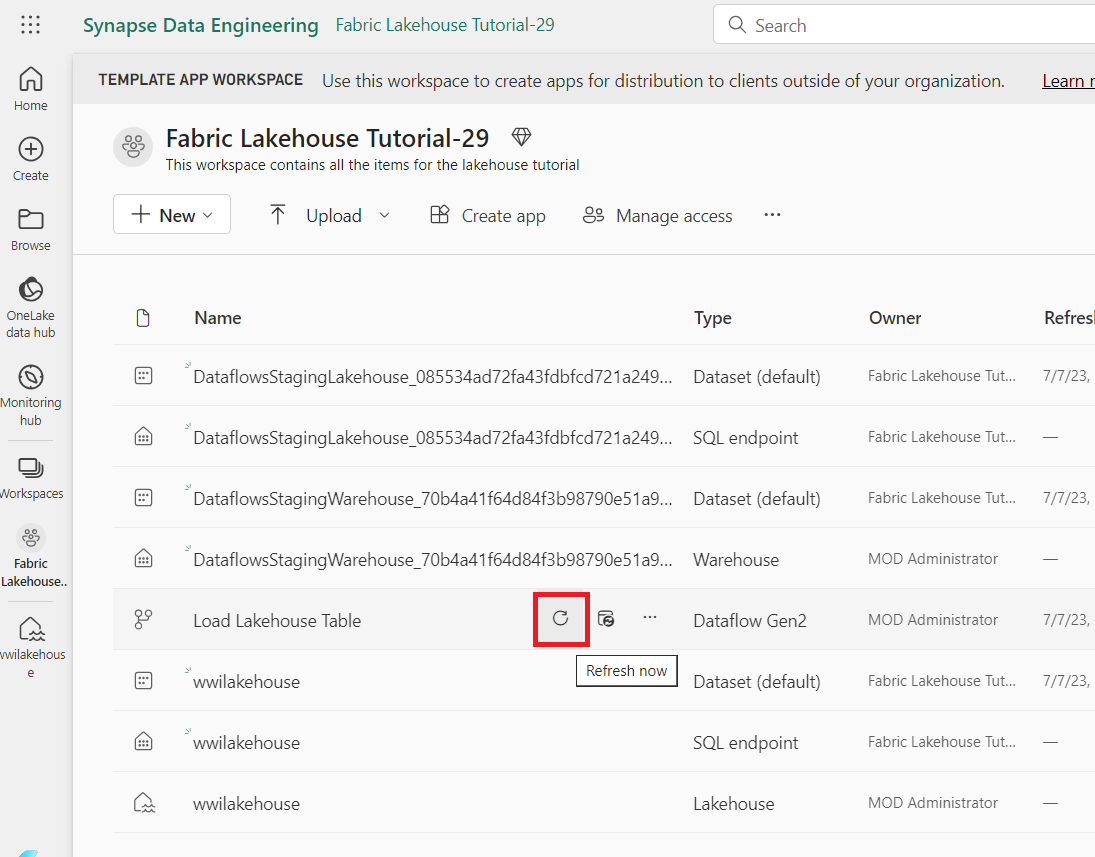 Synapse Data Engineering Fabric Lakehouse Tutorial-29 Search
TEMPLATE APP WORKSPACE Use this workspace to create apps for distribution to clients outside of your organization. Learn
Home
Create
Browse
OneLake
data hub
Monitoring
hub
Workspaces
Fabric
Lakehouse..
wwilakehous
e
Fabric Lakehouse Tutorial-29
This workspace contains all the items for the lakehouse tutorial
New Upload Create app Manage access ...
Name Type Owner Refres
DataflowsStagingLakehouse_085534ad72fa43fdbfcd721a249... Dataset (default) Fabric Lakehouse Tut... 7/7/23,
DataflowsStagingLakehouse_085534ad72fa43fdbfcd721a249... SQL endpoint Fabric Lakehouse Tut... —
DataflowsStagingWarehouse_70b4a41f64d84f3b98790e51a9... Dataset (default) Fabric Lakehouse Tut... 7/7/23,
DataflowsStagingWarehouse_70b4a41f64d84f3b98790e51a9... Warehouse MOD Administrator —
Load Lakehouse Table ... Dataflow Gen2 MOD Administrator 7/7/23,
Refresh now
wwilakehouse Dataset (default) Fabric Lakehouse Tut... 7/7/23,
wwilakehouse SQL endpoint Fabric Lakehouse Tut... —
wwilakehouse Lakehouse MOD Administrator —